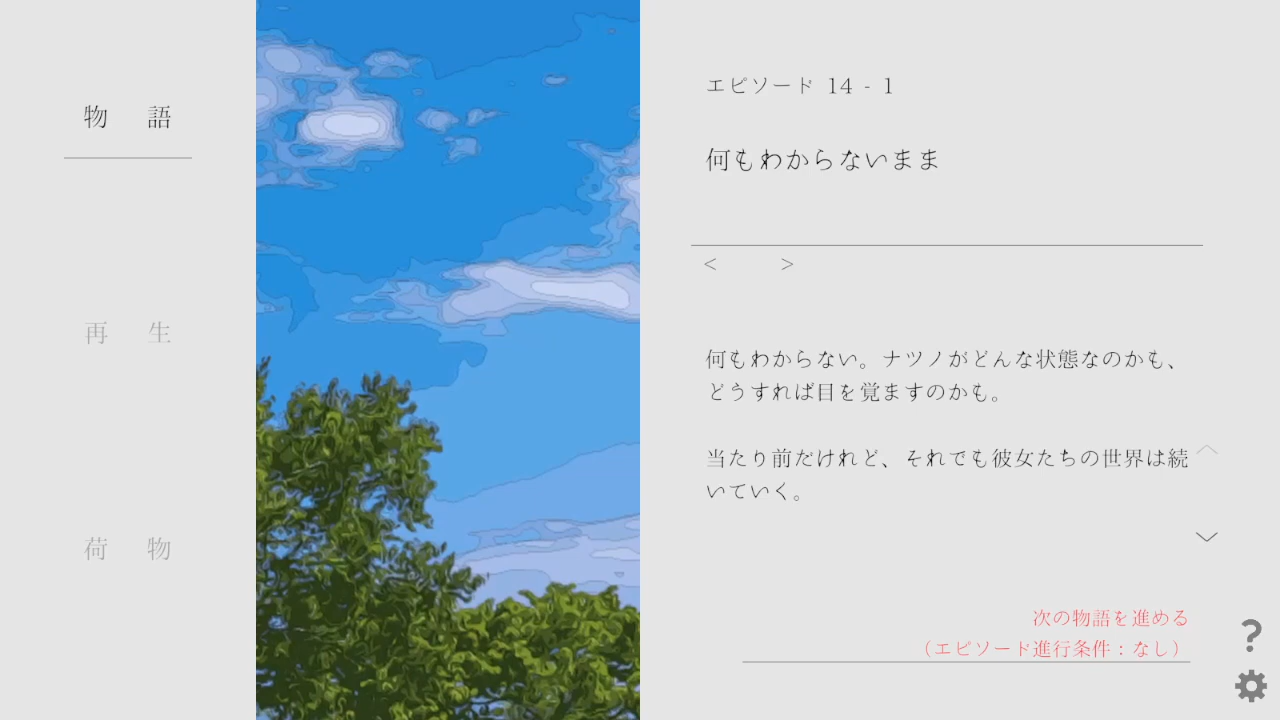 物語
再生
荷物
エピソード 14 - 1
何もわからないまま
< >
何もわからない。ナツノがどんな状態なのかも、
どうすれば目を覚ますのかも。
当たり前だけれど、それでも彼女たちの世界は続
いていく。
次の物語を進める
（エピソード進行条件：なし）
?